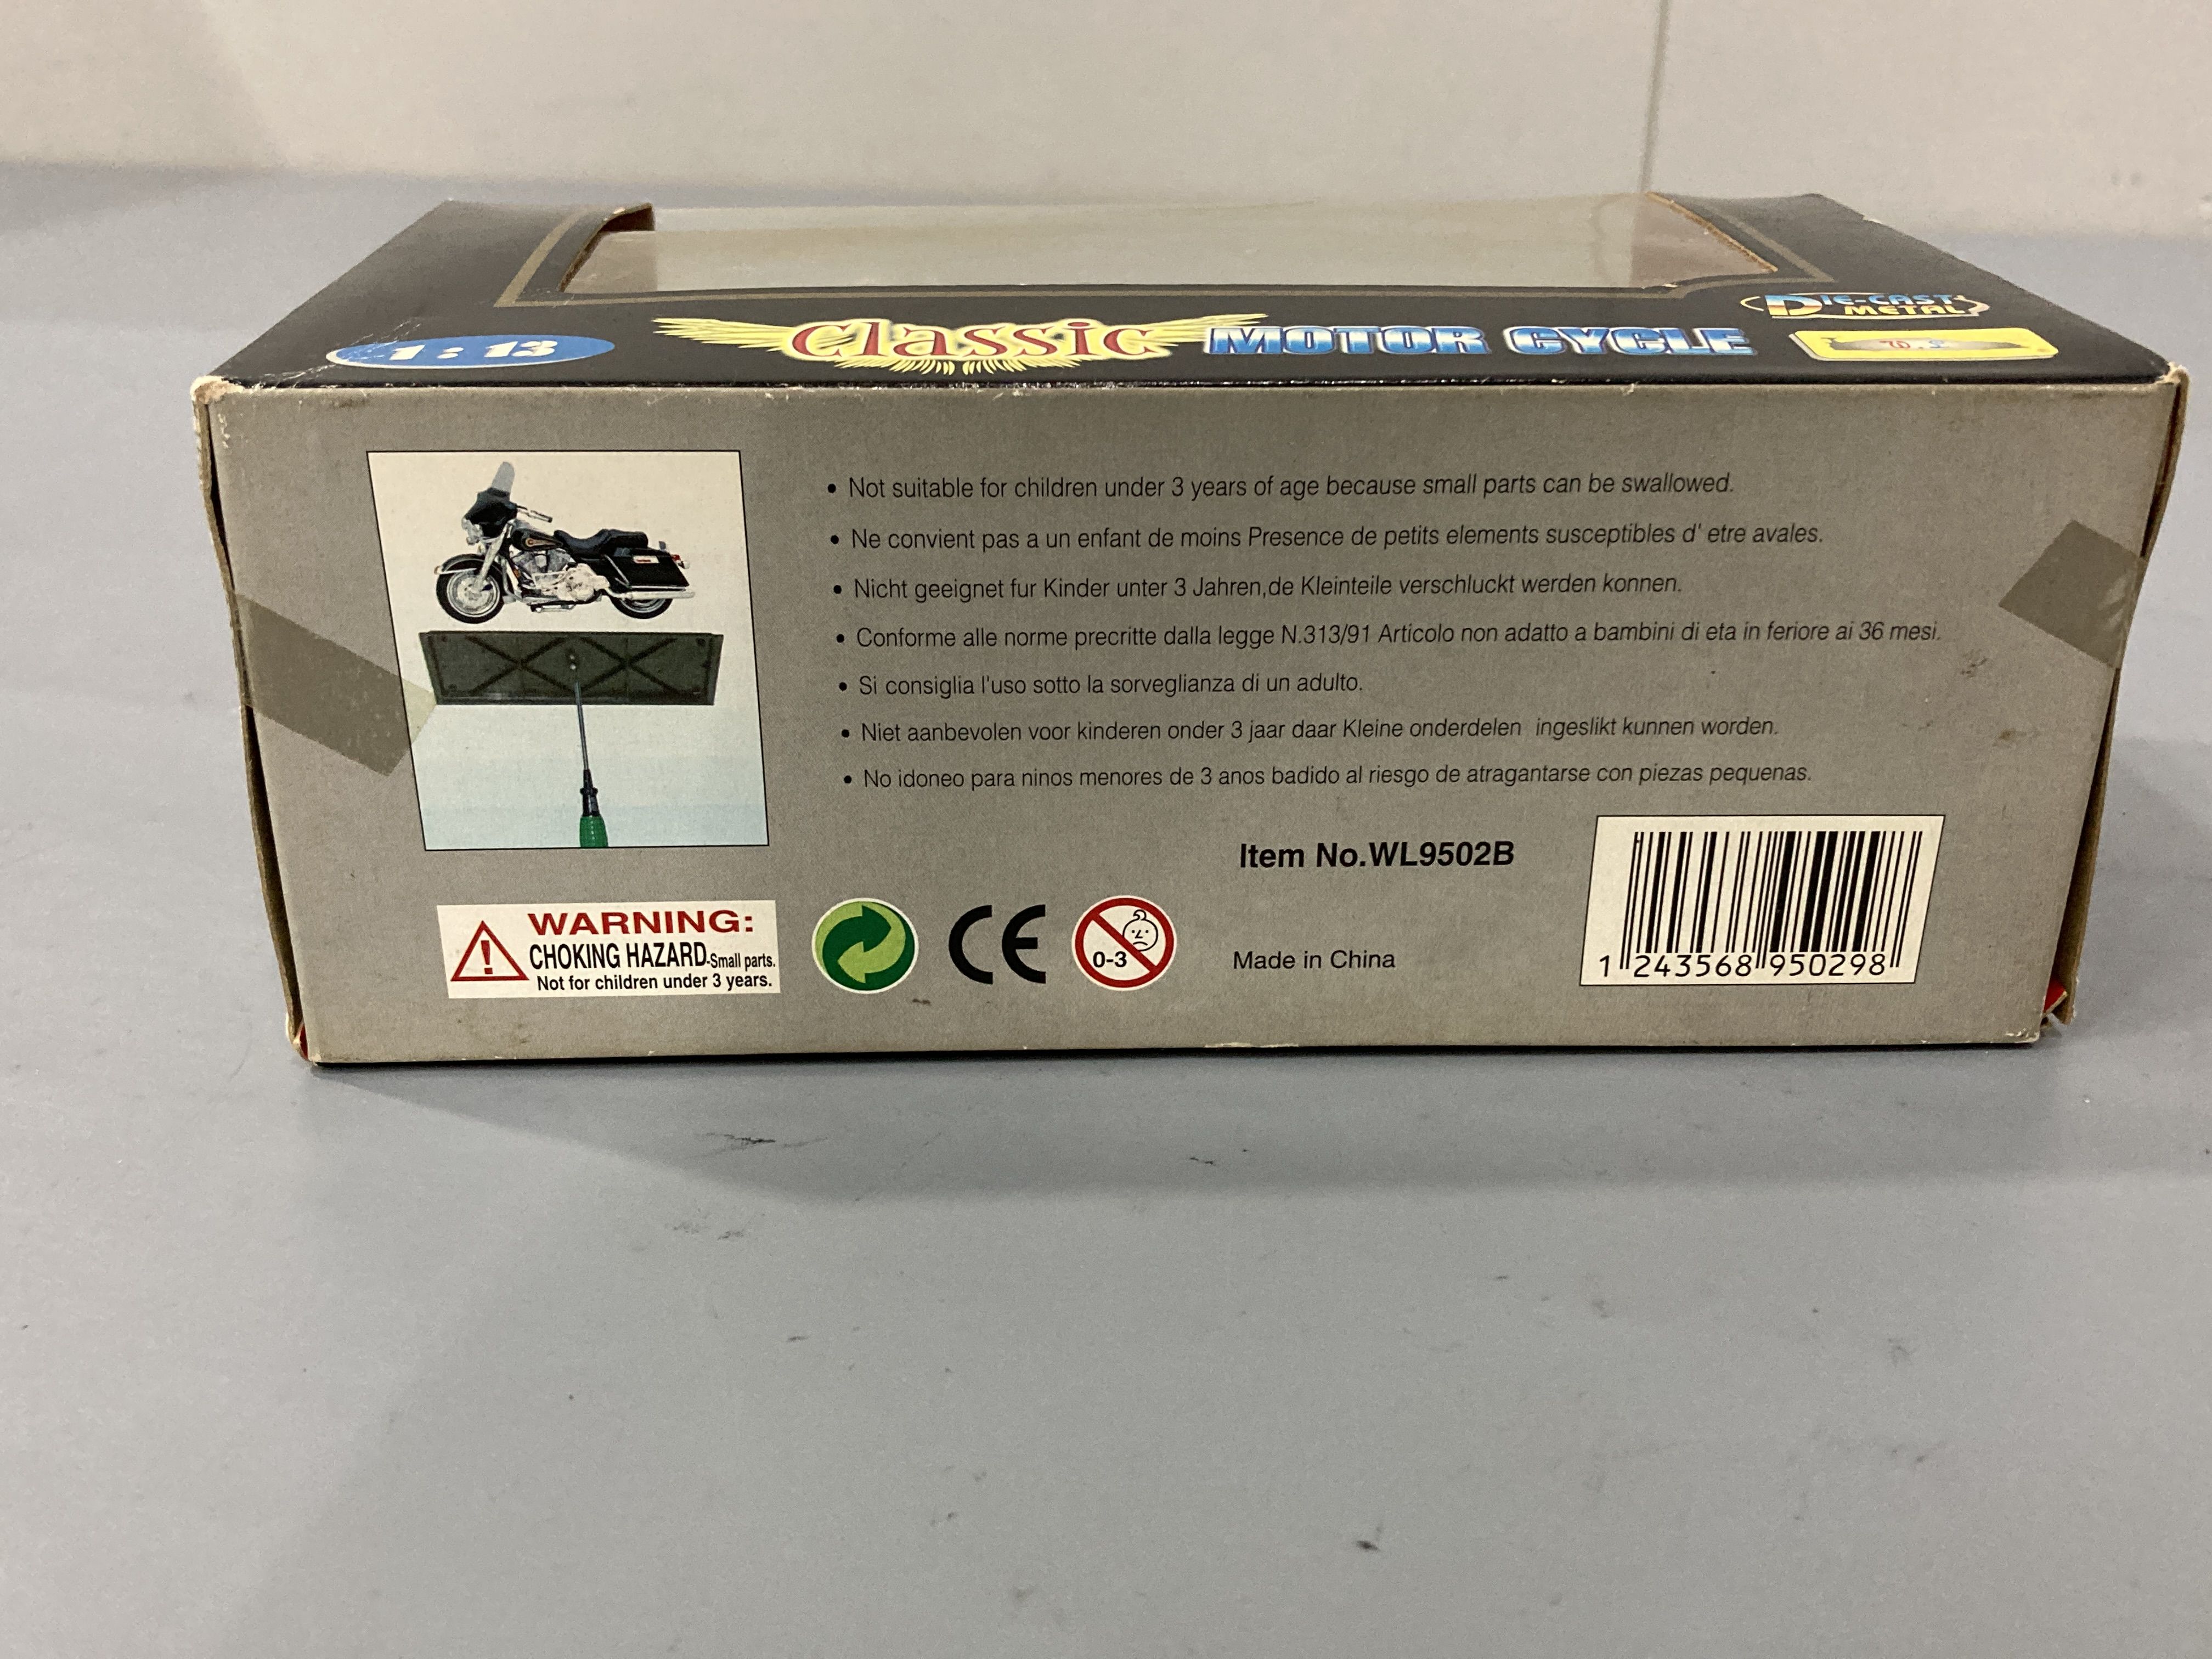 1:13
Classic MOTOR CYCLE
DIE-CAST
METAL
• Not suitable for children under 3 years of age because small parts can be swallowed.
• Ne convient pas a un enfant de moins Presence de petits elements susceptibles d' etre avales.
• Nicht geeignet fur Kinder unter 3 Jahren,de Kleinteile verschluckt werden konnen.
• Conforme alle norme precritte dalla legge N.313/91 Articolo non adatto a bambini di eta in feriore ai 36 mesi.
• Si consiglia l'uso sotto la sorveglianza di un adulto.
• Niet aanbevolen voor kinderen onder 3 jaar daar Kleine onderdelen ingeslikt kunnen worden.
• No idoneo para ninos menores de 3 anos badido al riesgo de atragantarse con piezas pequenas.
Item No.WL9502B
WARNING:
CHOKING HAZARD-Small parts.
Not for children under 3 years.
CE
0-3
Made in China
1 243568 950298